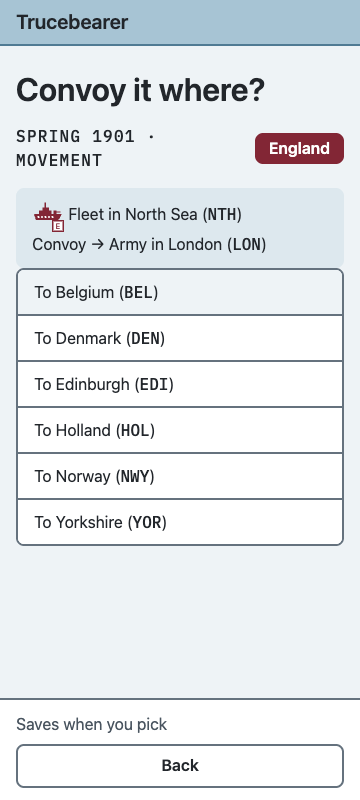 Trucebearer
Convoy it where?
SPRING 1901 ·
MOVEMENT
England
E
Fleet in North Sea (NTH)
Convoy → Army in London (LON)
To Belgium (BEL)
To Denmark (DEN)
To Edinburgh (EDI)
To Holland (HOL)
To Norway (NWY)
To Yorkshire (YOR)
Saves when you pick
Back